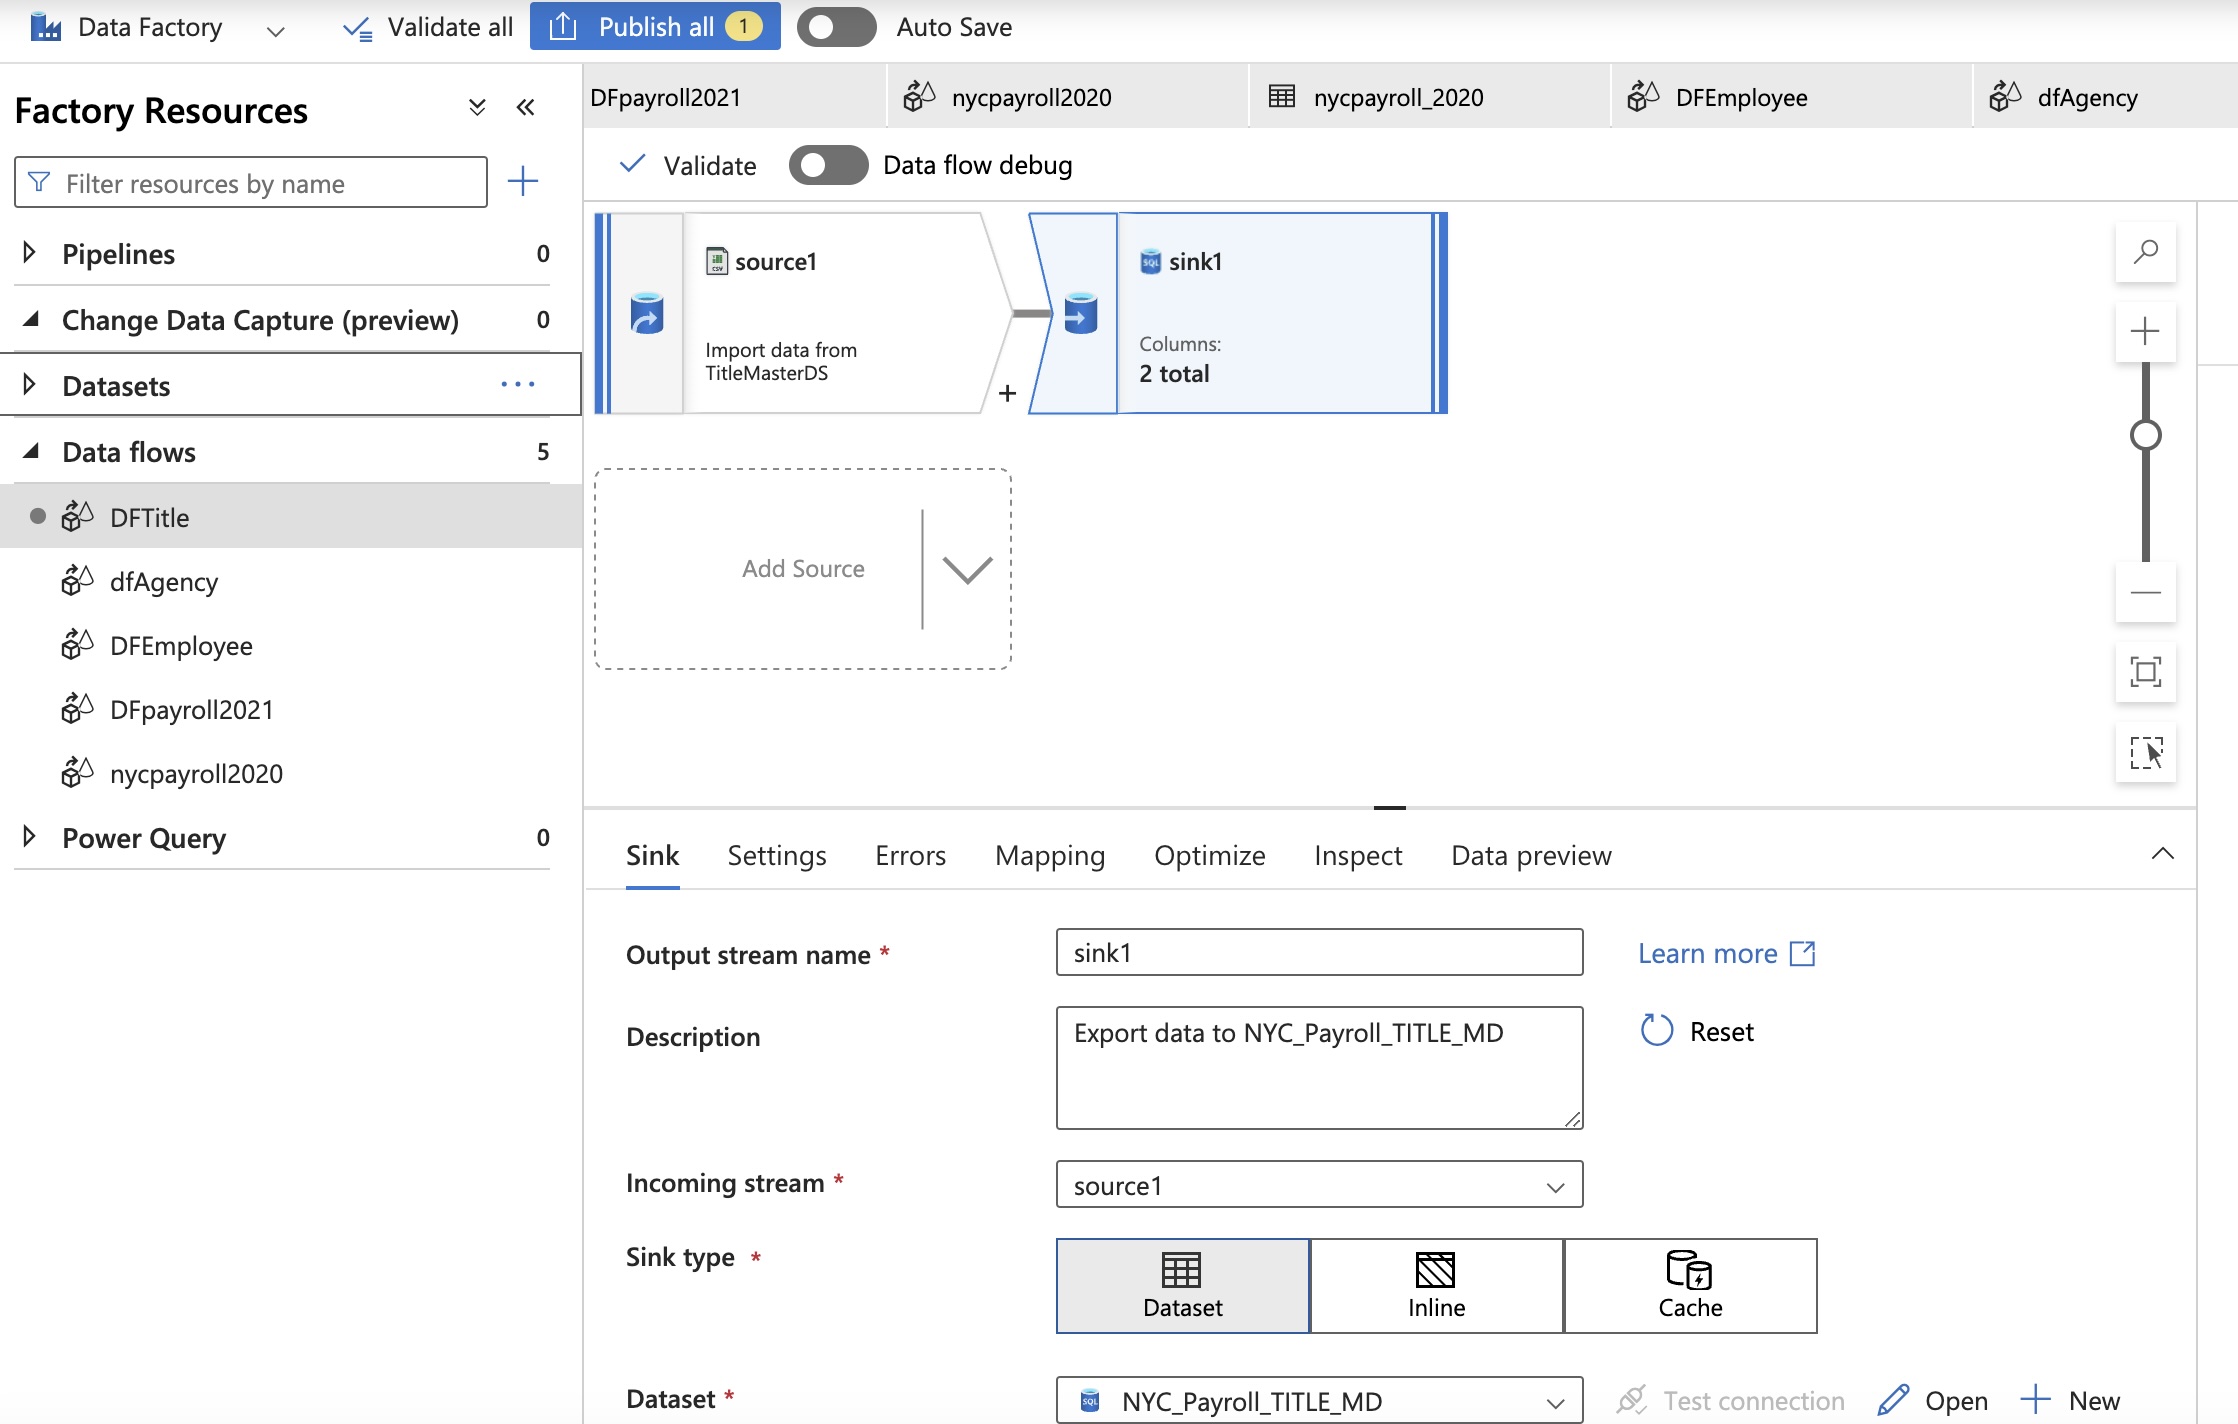 Data Factory
Validate all
Publish all 1
Auto Save
Factory Resources
Filter resources by name
Pipelines 0
Change Data Capture (preview) 0
Datasets
Data flows 5
DFTitle
dfAgency
DFEmployee
DFpayroll2021
nycpayroll2020
Power Query 0
DFpayroll2021
nycpayroll2020
nycpayroll_2020
DFEmployee
dfAgency
Validate
Data flow debug
CSV
source1
Import data from
TitleMasterDS
+
SQL
sink1
Columns:
2 total
Add Source
Sink
Settings
Errors
Mapping
Optimize
Inspect
Data preview
Output stream name *
sink1
Learn more
Description
Export data to NYC_Payroll_TITLE_MD
Reset
Incoming stream *
source1
Sink type *
Dataset
Inline
Cache
Dataset *
SQL
NYC_Payroll_TITLE_MD
Test connection
Open
New